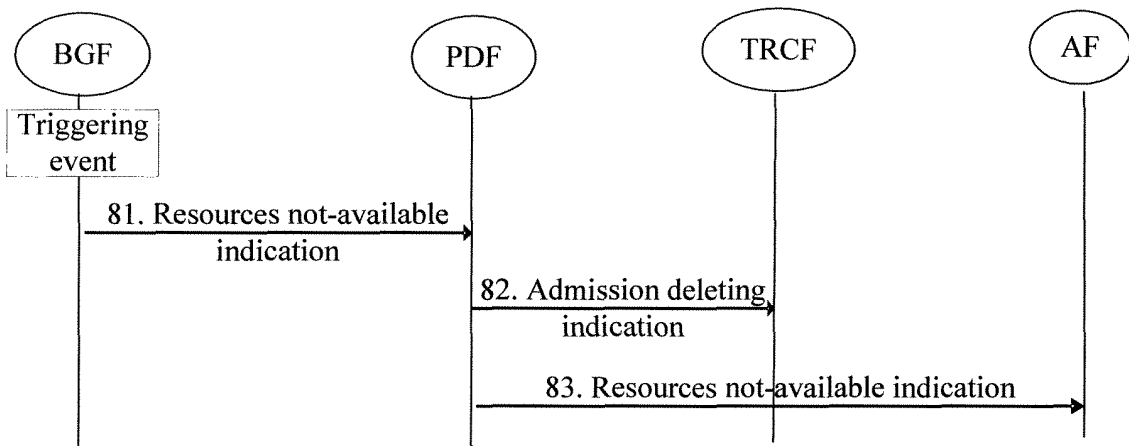 BGF
PDF
TRCF
AF
Triggering
event
81. Resources not-available
indication
82. Admission deleting
indication
83. Resources not-available indication